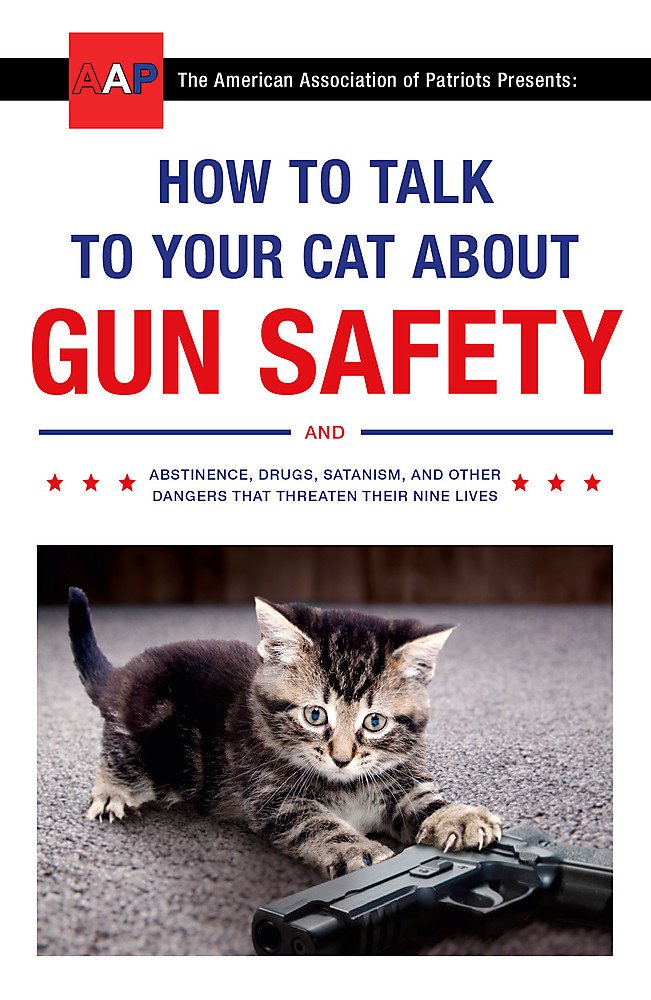 AAP
The American Association of Patriots Presents:
HOW TO TALK
TO YOUR CAT ABOUT
GUN SAFETY
AND
ABSTINENCE, DRUGS, SATANISM, AND OTHER
DANGERS THAT THREATEN THEIR NINE LIVES